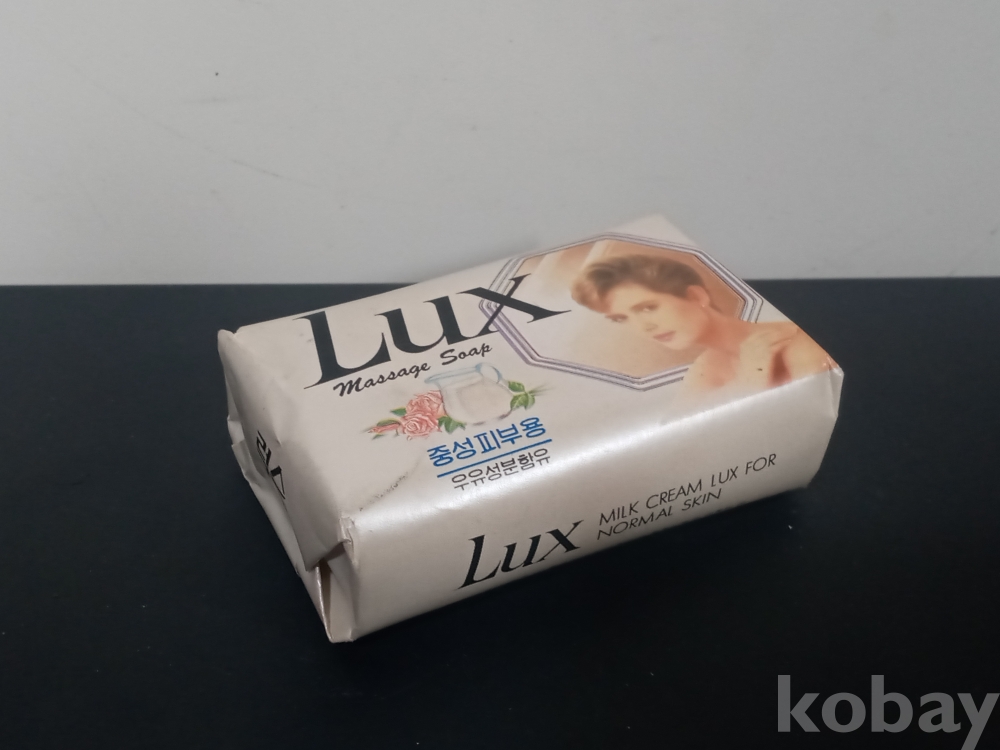 Lux
Massage Soap
중성피부용
우유성분함유
Lux
MILK CREAM LUX FOR
NORMAL SKIN
kobay